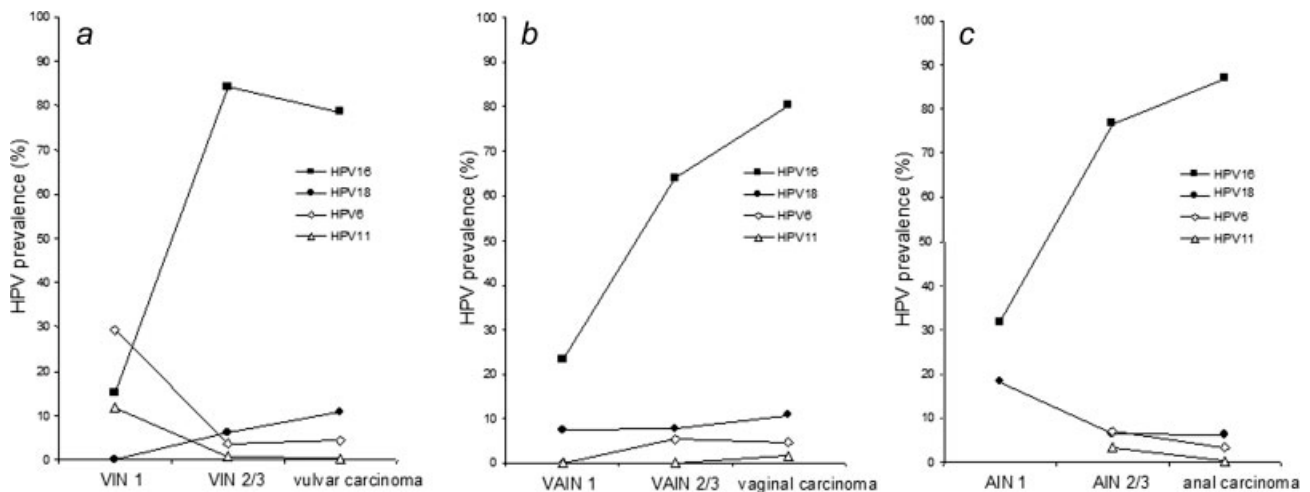 a
HPV prevalence (%)
100
90
80
70
60
50
40
30
20
10
0
HPV16
HPV18
HPV6
HPV11
VIN 1
VIN 2/3
vulvar carcinoma
b
HPV prevalence (%)
100
90
80
70
60
50
40
30
20
10
0
HPV16
HPV18
HPV6
HPV11
VAIN 1
VAIN 2/3
vaginal carcinoma
c
HPV prevalence (%)
100
90
80
70
60
50
40
30
20
10
0
HPV16
HPV18
HPV6
HPV11
AIN 1
AIN 2/3
anal carcinoma